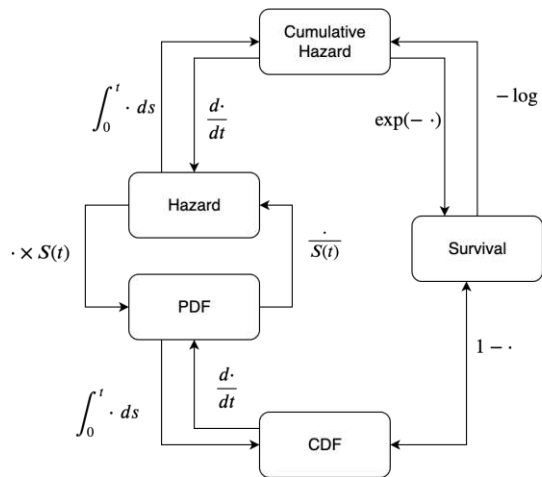 Cumulative
Hazard
∫₀ᵗ · ds
d·/dt
exp(− ·)
− log
Hazard
· × S(t)
·/S(t)
Survival
PDF
1 − ·
∫₀ᵗ · ds
d·/dt
CDF